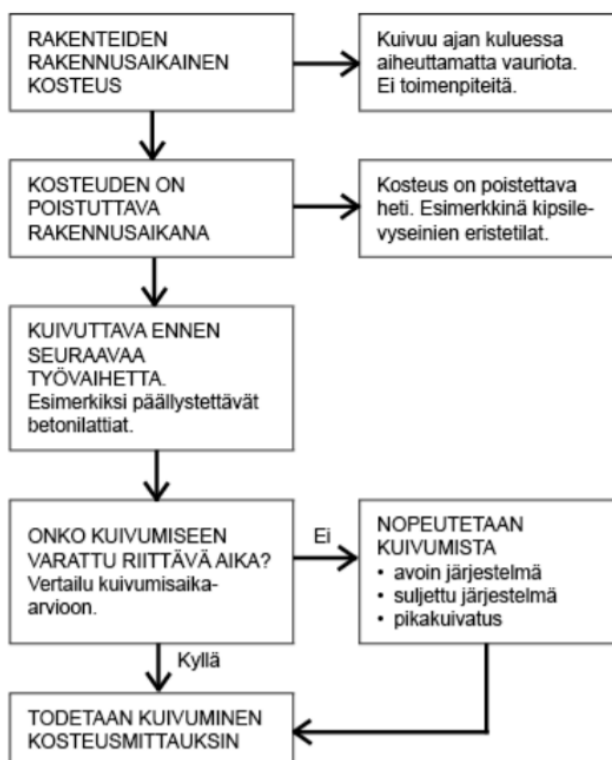 RAKENTEIDEN
RAKENNUSAIKAINEN
KOSTEUS
Kuivuu ajan kuluessa
aiheuttamatta vauriota.
Ei toimenpiteitä.
KOSTEUDEN ON
POISTUTTAVA
RAKENNUSAIKANA
Kosteus on poistettava
heti. Esimerkkinä kipsile-
vyseinien eristetilat.
KUIVUTTAVA ENNEN
SEURAAVAA
TYÖVAIHETTA.
Esimerkiksi päällystettävät
betonilattiat.
ONKO KUIVUMISEEN
VARATTU RIITTÄVÄ AIKA?
Vertailu kuivumisaika-
arvioon.
Ei
NOPEUTETAAN
KUIVUMISTA
• avoin järjestelmä
• suljettu järjestelmä
• pikakuivatus
Kyllä
TODETAAN KUIVUMINEN
KOSTEUSMITTAUKSIN